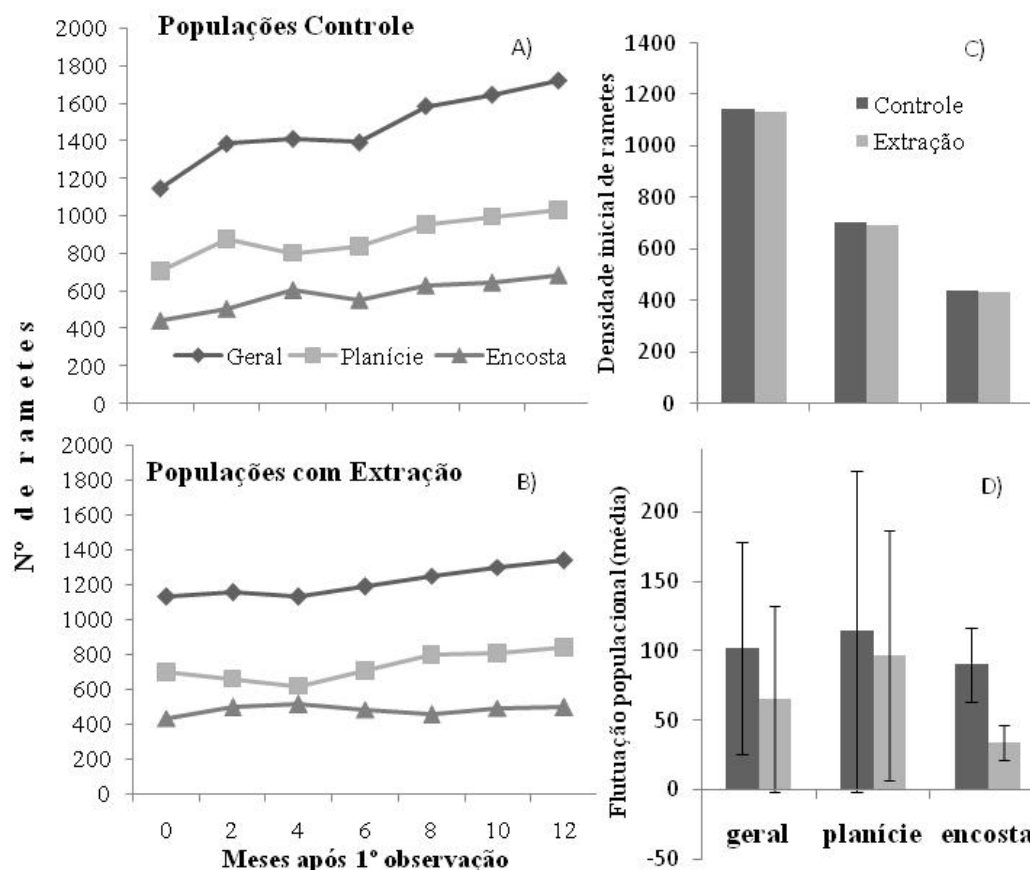 Nº de rametes
Populações Controle
A)
2000
1800
1600
1400
1200
1000
800
600
400
200
0
Geral
Planície
Encosta
Populações com Extração
B)
2000
1800
1600
1400
1200
1000
800
600
400
200
0
0 2 4 6 8 10 12
Meses após 1º observação
C)
Densidade inicial de rametes
1400
1200
1000
800
600
400
200
0
Controle
Extração
D)
Flutuação populacional (média)
200
150
100
50
0
-50
geral planície encosta